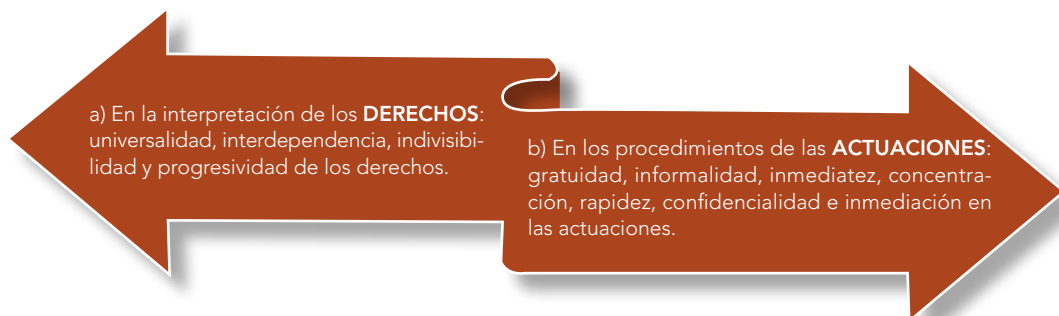 a) En la interpretación de los DERECHOS:
universalidad, interdependencia, indivisibi-
lidad y progresividad de los derechos.
b) En los procedimientos de las ACTUACIONES:
gratuidad, informalidad, inmediatez, concentra-
ción, rapidez, confidencialidad e inmediación en
las actuaciones.